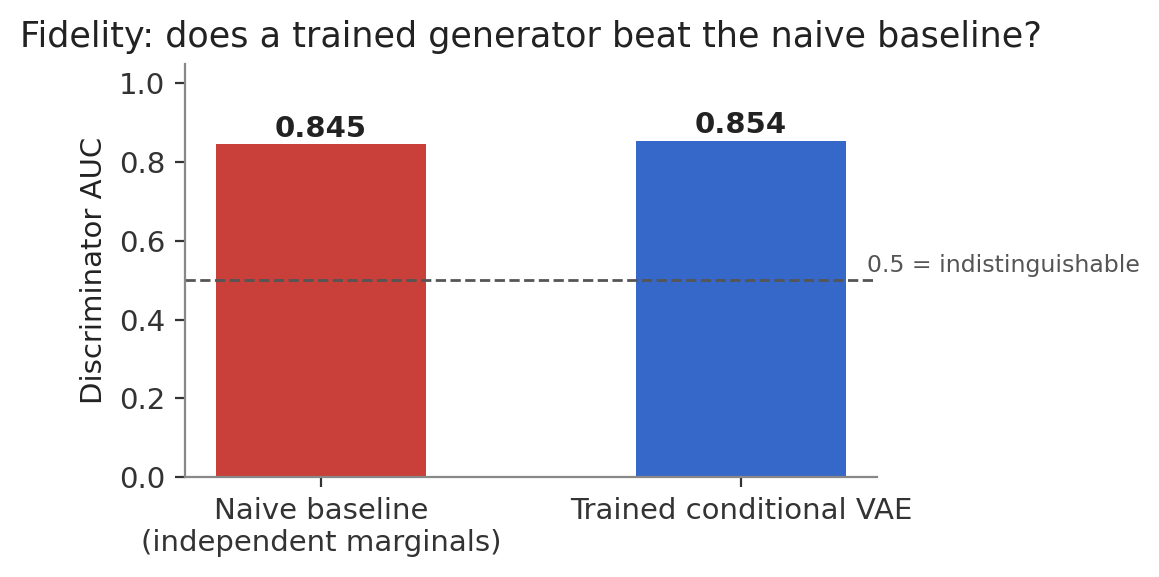 Fidelity: does a trained generator beat the naive baseline?
Discriminator AUC
1.0
0.8
0.6
0.4
0.2
0.0
0.845
0.854
0.5 = indistinguishable
Naive baseline
(independent marginals)
Trained conditional VAE